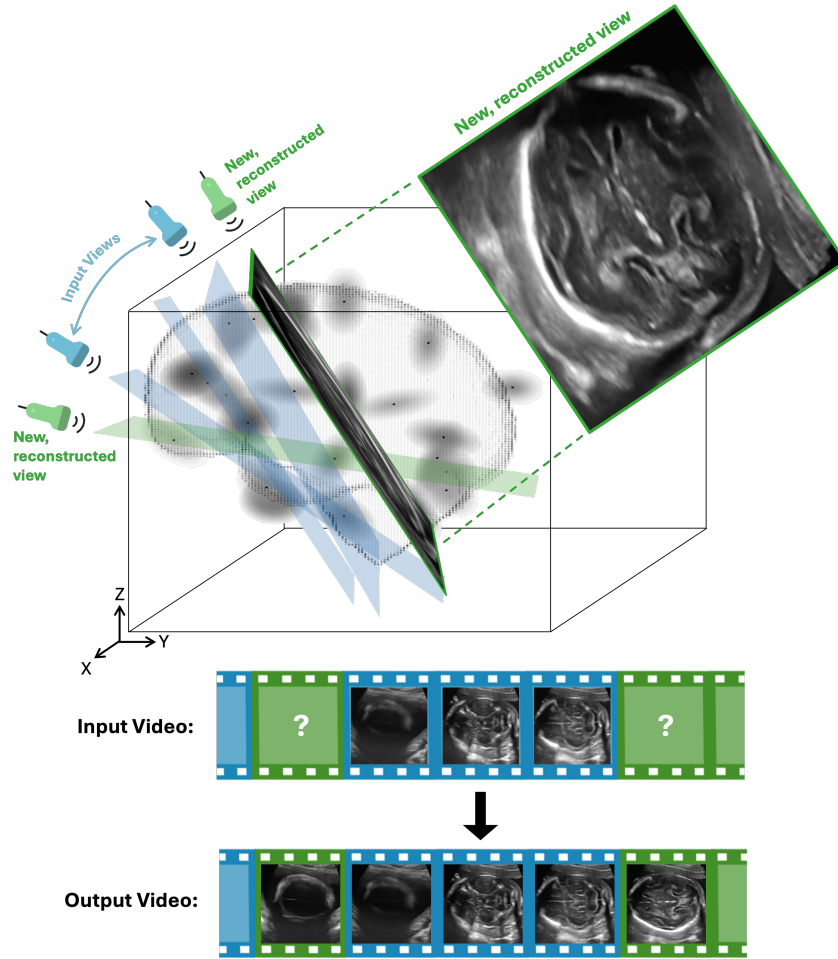 New, reconstructed view
New,
reconstructed
view
Input Views
New,
reconstructed
view
Z
Y
X
Input Video:
?
?
Output Video: